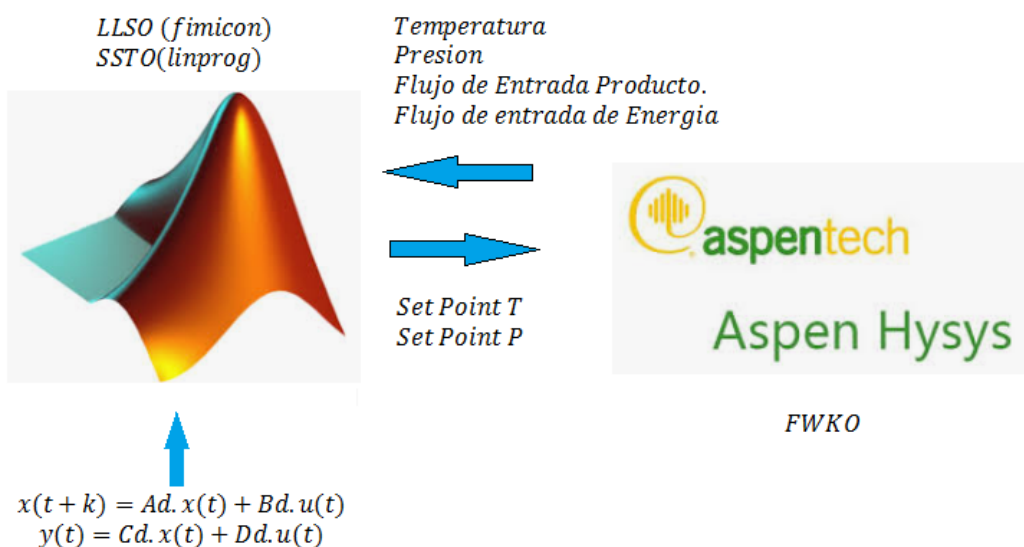 LLSO (fimicon)
SSTO(linprog)
Temperatura
Presion
Flujo de Entrada Producto.
Flujo de entrada de Energia
aspentech
Set Point T
Set Point P
Aspen Hysys
FWKO
x(t + k) = Ad. x(t) + Bd. u(t)
y(t) = Cd. x(t) + Dd. u(t)